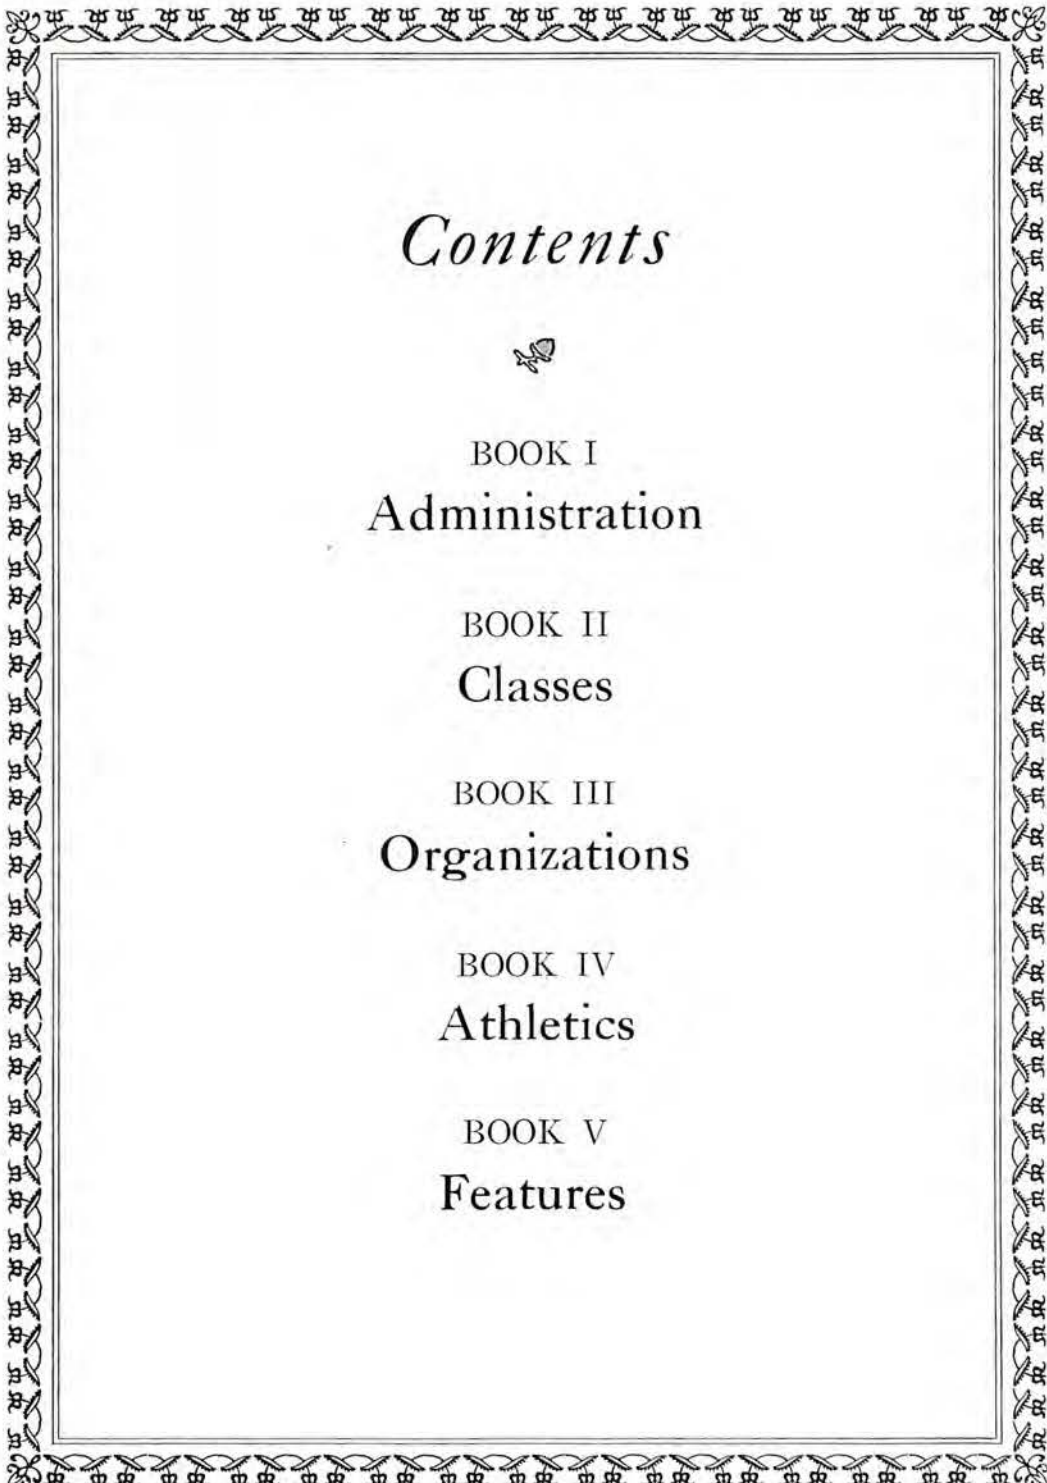 Contents
BOOK I
Administration
BOOK II
Classes
BOOK III
Organizations
BOOK IV
Athletics
BOOK V
Features